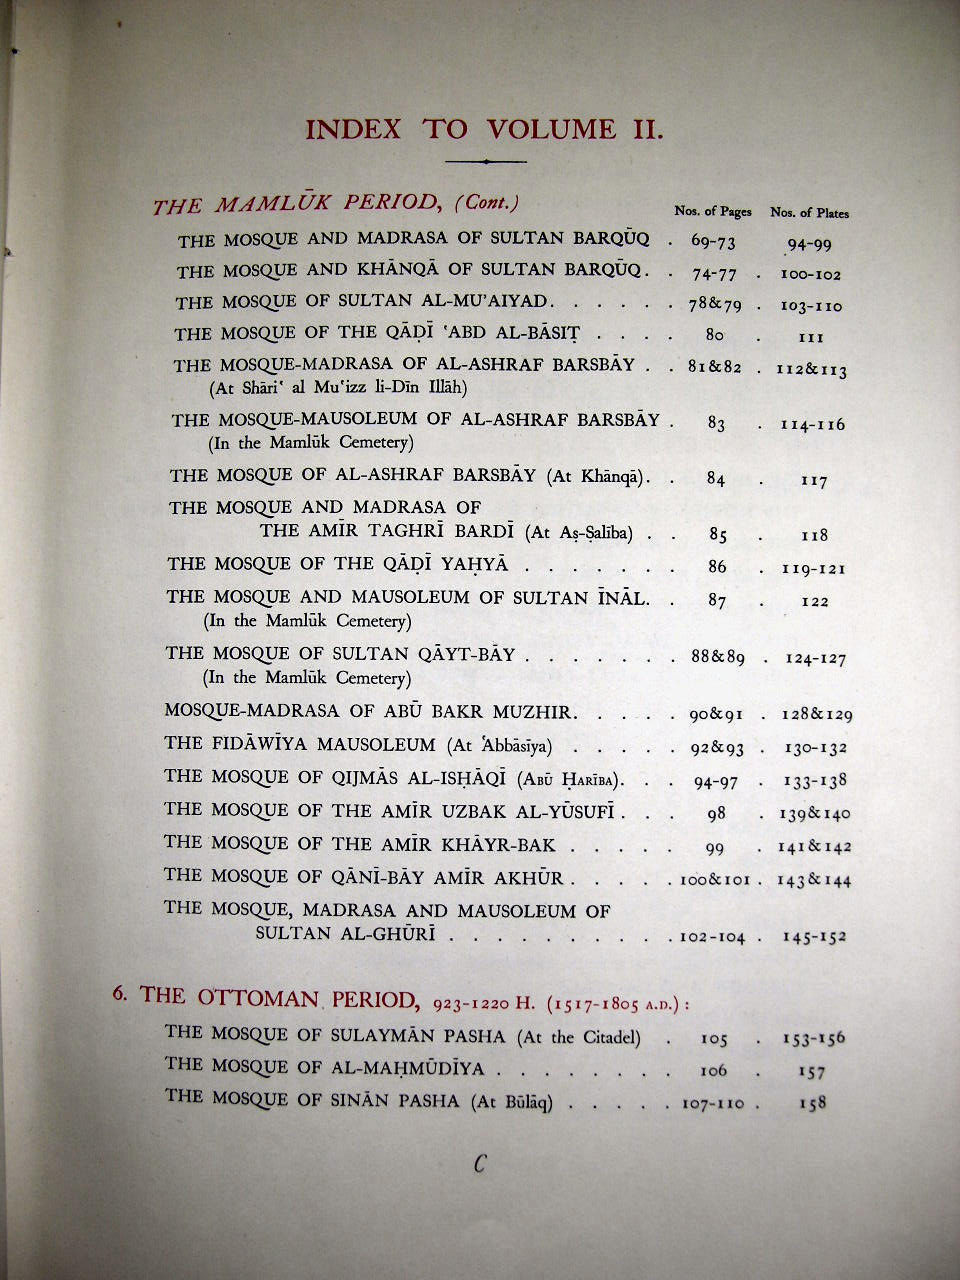 INDEX TO VOLUME II.
THE MAMLŪK PERIOD, (Cont.)
Nos. of Pages Nos. of Plates
THE MOSQUE AND MADRASA OF SULTAN BARQŪQ . 69-73 94-99
THE MOSQUE AND KHĀNQĀ OF SULTAN BARQŪQ. . 74-77 . 100-102
THE MOSQUE OF SULTAN AL-MU'AIYAD. . . . . . 78&79 . 103-110
THE MOSQUE OF THE QĀḌĪ ʿABD AL-BĀSIṬ . . . . 80 . 111
THE MOSQUE-MADRASA OF AL-ASHRAF BARSBĀY . . 81&82 . 112&113
(At Shāriʿ al Muʿizz li-Dīn Illāh)
THE MOSQUE-MAUSOLEUM OF AL-ASHRAF BARSBĀY . 83 . 114-116
(In the Mamlūk Cemetery)
THE MOSQUE OF AL-ASHRAF BARSBĀY (At Khānqā). . 84 . 117
THE MOSQUE AND MADRASA OF
THE AMĪR TAGHRĪ BARDĪ (At Aṣ-Ṣalība) . . 85 . 118
THE MOSQUE OF THE QĀḌĪ YAḤYĀ . . . . . . . 86 . 119-121
THE MOSQUE AND MAUSOLEUM OF SULTAN ĪNĀL. . 87 . 122
(In the Mamlūk Cemetery)
THE MOSQUE OF SULTAN QĀYT-BĀY . . . . . . . 88&89 . 124-127
(In the Mamlūk Cemetery)
MOSQUE-MADRASA OF ABŪ BAKR MUZHIR. . . . . 90&91 . 128&129
THE FIDĀWĪYA MAUSOLEUM (At ʿAbbāsīya) . . . . . 92&93 . 130-132
THE MOSQUE OF QIJMĀS AL-ISḤĀQĪ (ABŪ ḤARĪBA). . . 94-97 . 133-138
THE MOSQUE OF THE AMĪR UZBAK AL-YŪSUFĪ . . . 98 . 139&140
THE MOSQUE OF THE AMĪR KHĀYR-BAK . . . . . 99 . 141&142
THE MOSQUE OF QĀNĪ-BĀY AMĪR AKHŪR . . . . . 100&101 . 143&144
THE MOSQUE, MADRASA AND MAUSOLEUM OF
SULTAN AL-GHŪRĪ . . . . . . . . . . 102-104 . 145-152
6. THE OTTOMAN PERIOD, 923-1220 H. (1517-1805 A.D.) :
THE MOSQUE OF SULAYMĀN PASHA (At the Citadel) . 105 . 153-156
THE MOSQUE OF AL-MAḤMŪDĪYA . . . . . . . . 106 . 157
THE MOSQUE OF SINĀN PASHA (At Būlāq) . . . . . 107-110 . 158
C